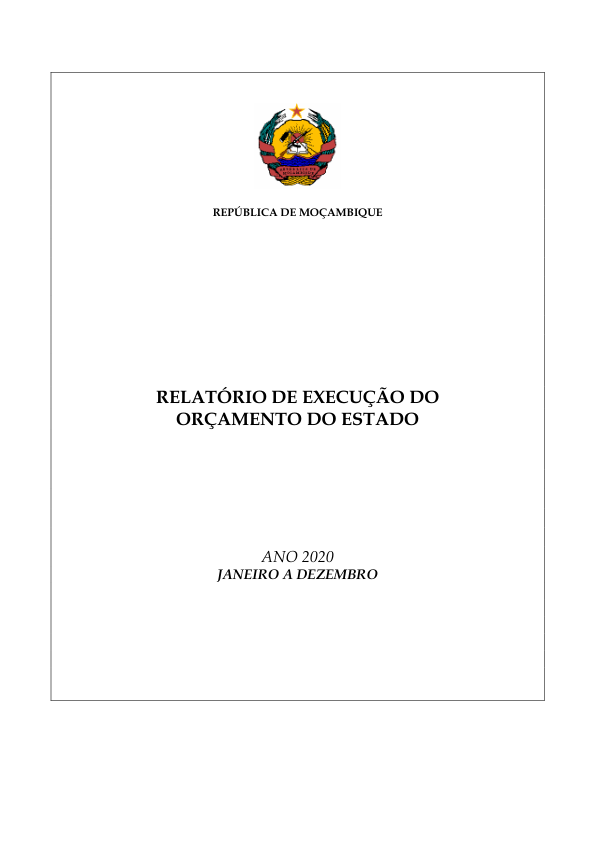 REPÚBLICA DE MOÇAMBIQUE
RELATÓRIO DE EXECUÇÃO DO
ORÇAMENTO DO ESTADO
ANO 2020
JANEIRO A DEZEMBRO